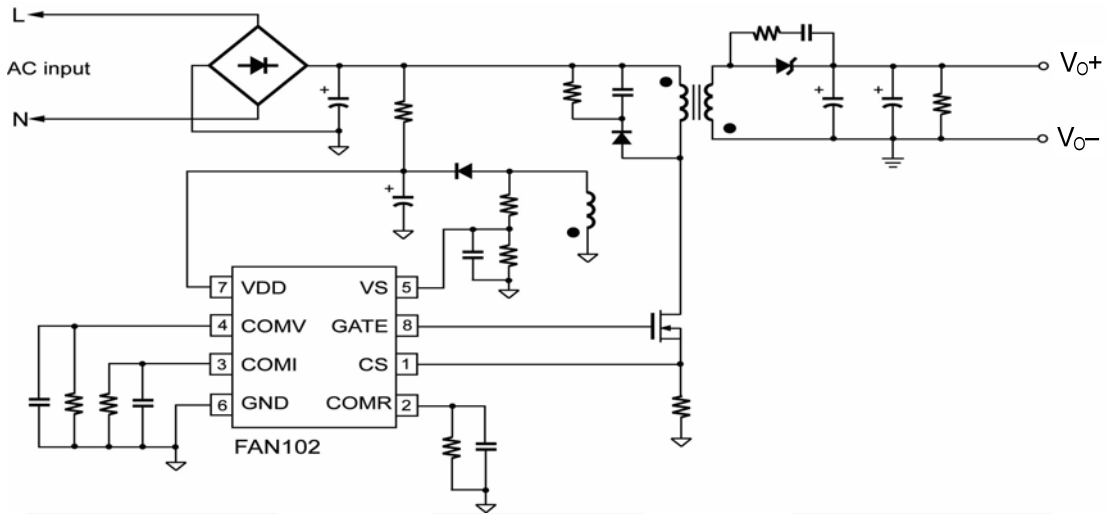 L
AC input
N
Vo+
Vo−
7 VDD VS 5
4 COMV GATE 8
3 COMI CS 1
6 GND COMR 2
FAN102
+
+
+
+